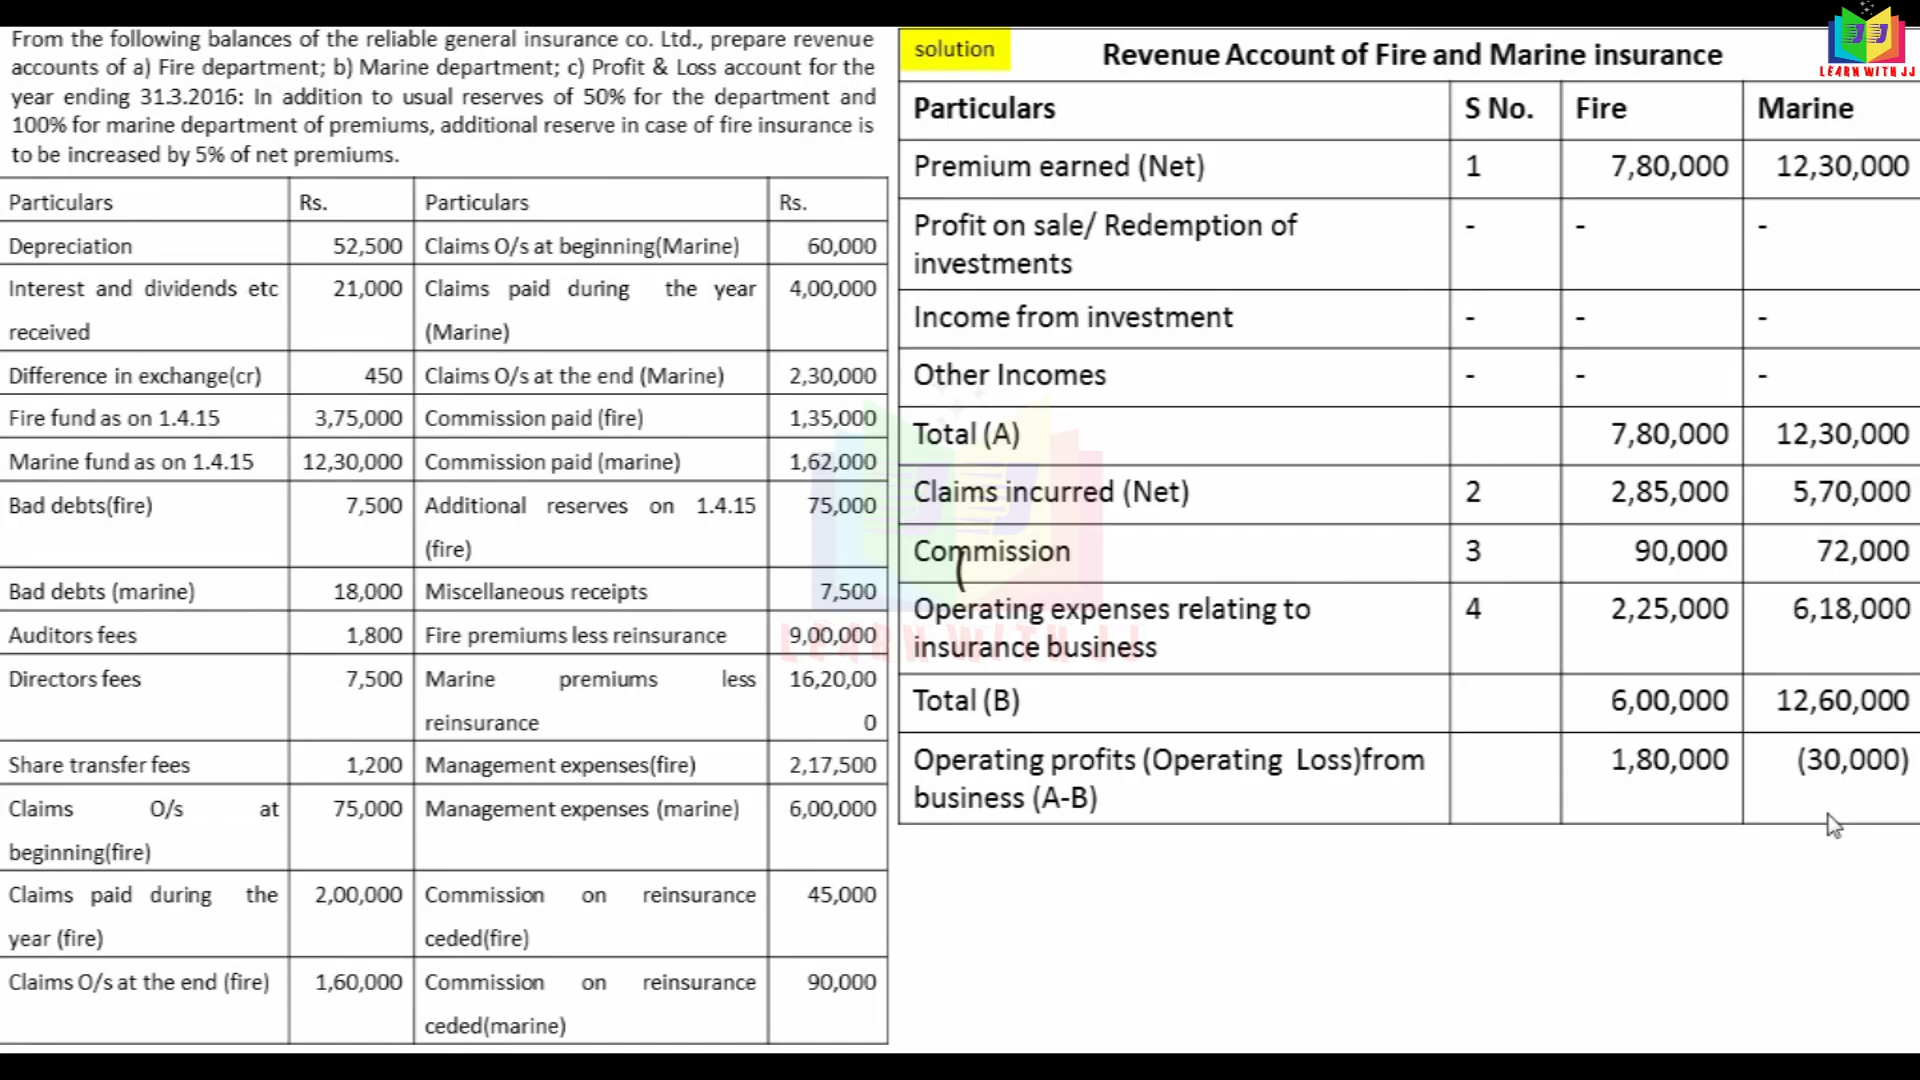 From the following balances of the reliable general insurance co. Ltd., prepare revenue
accounts of a) Fire department; b) Marine department; c) Profit & Loss account for the
year ending 31.3.2016: In addition to usual reserves of 50% for the department and
100% for marine department of premiums, additional reserve in case of fire insurance is
to be increased by 5% of net premiums.
Particulars Rs. Particulars Rs.
Depreciation 52,500 Claims O/s at beginning(Marine) 60,000
Interest and dividends etc 21,000 Claims paid during the year 4,00,000
received (Marine)
Difference in exchange(cr) 450 Claims O/s at the end (Marine) 2,30,000
Fire fund as on 1.4.15 3,75,000 Commission paid (fire) 1,35,000
Marine fund as on 1.4.15 12,30,000 Commission paid (marine) 1,62,000
Bad debts(fire) 7,500 Additional reserves on 1.4.15 75,000
(fire)
Bad debts (marine) 18,000 Miscellaneous receipts 7,500
Auditors fees 1,800 Fire premiums less reinsurance 9,00,000
Directors fees 7,500 Marine premiums less 16,20,00
reinsurance 0
Share transfer fees 1,200 Management expenses(fire) 2,17,500
Claims O/s at 75,000 Management expenses (marine) 6,00,000
beginning(fire)
Claims paid during the 2,00,000 Commission on reinsurance 45,000
year (fire) ceded(fire)
Claims O/s at the end (fire) 1,60,000 Commission on reinsurance 90,000
ceded(marine)
solution
Revenue Account of Fire and Marine insurance
Particulars S No. Fire Marine
Premium earned (Net) 1 7,80,000 12,30,000
Profit on sale/ Redemption of - - -
investments
Income from investment - - -
Other Incomes - - -
Total (A) 7,80,000 12,30,000
Claims incurred (Net) 2 2,85,000 5,70,000
Commission 3 90,000 72,000
Operating expenses relating to 4 2,25,000 6,18,000
insurance business
Total (B) 6,00,000 12,60,000
Operating profits (Operating Loss)from 1,80,000 (30,000)
business (A-B)
LEARN WITH JJ
LEARN WITH JJ